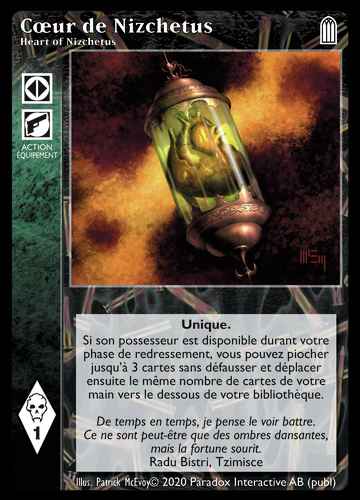 Cœur de Nizchetus
Heart of Nizchetus
ACTION
ÉQUIPEMENT
Unique.
Si son possesseur est disponible durant votre
phase de redressement, vous pouvez piocher
jusqu'à 3 cartes sans défausser et déplacer
ensuite le même nombre de cartes de votre
main vers le dessous de votre bibliothèque.
De temps en temps, je pense le voir battre.
Ce ne sont peut-être que des ombres dansantes,
mais la fortune sourit.
Radu Bistri, Tzimisce
1
Illus. Patrick McEvoy© 2020 Paradox Interactive AB (publ)